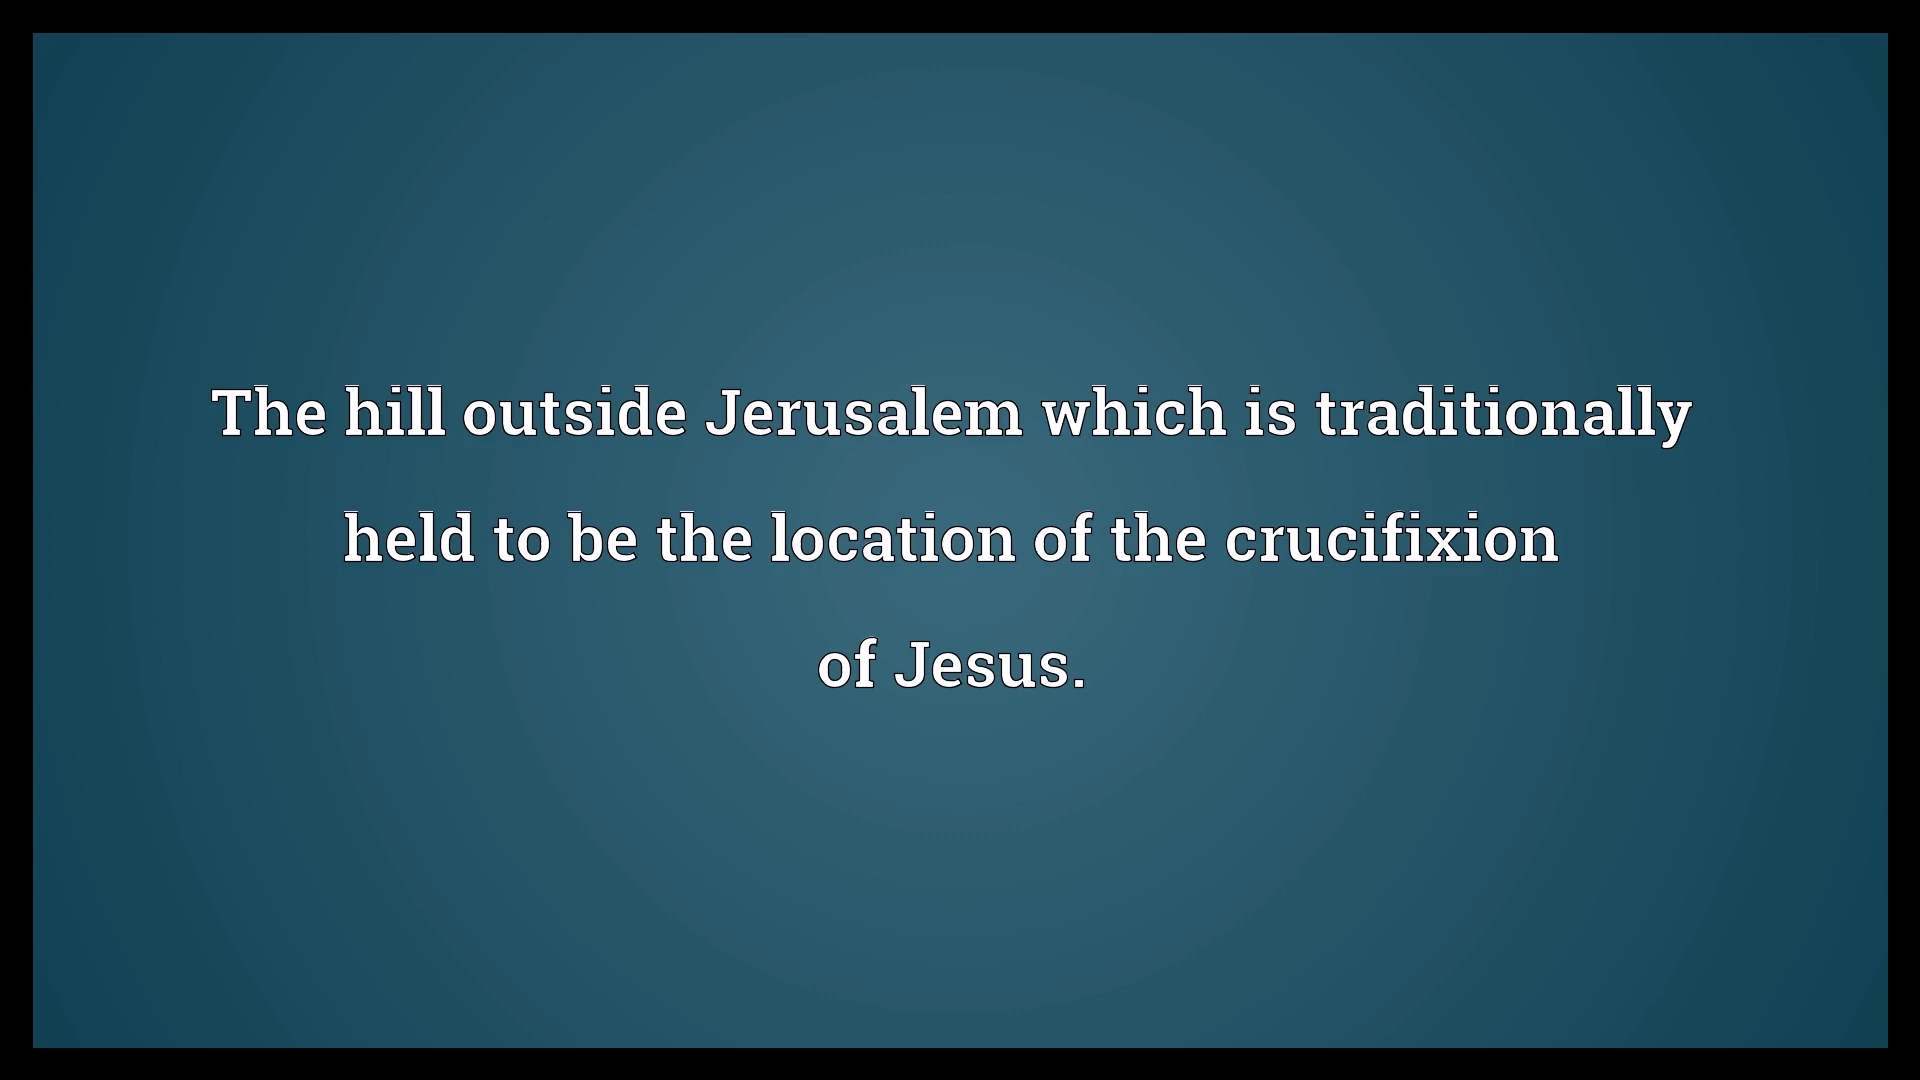 The hill outside Jerusalem which is traditionally
held to be the location of the crucifixion
of Jesus.